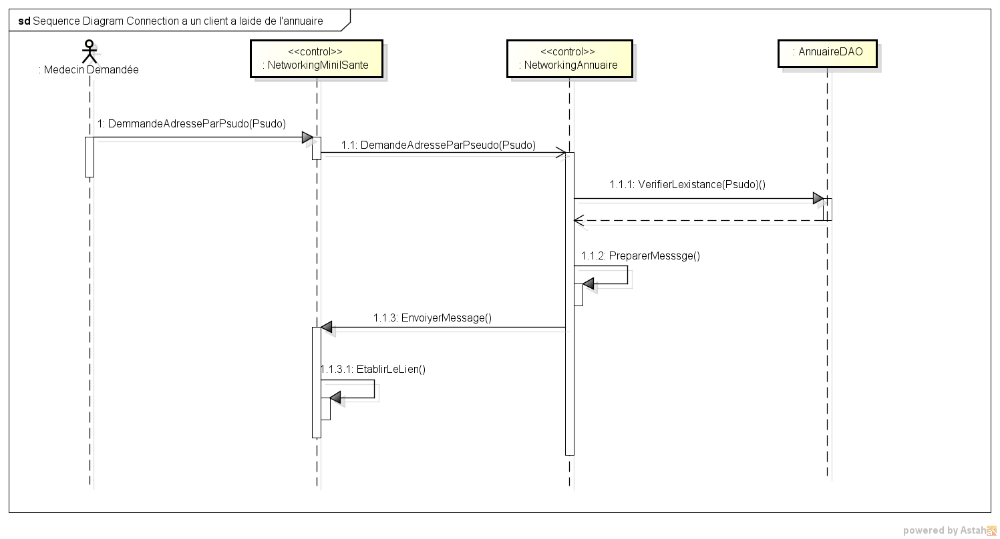 sd Sequence Diagram Connection a un client a laide de l'annuaire
: Medecin Demandée
<<control>>
: NetworkingMinilSante
<<control>>
: NetworkingAnnuaire
: AnnuaireDAO
1: DemmandeAdresseParPsudo(Psudo)
1.1: DemandeAdresseParPseudo(Psudo)
1.1.1: VerifierLexistance(Psudo)()
1.1.2: PreparerMesssge()
1.1.3: EnvoiyerMessage()
1.1.3.1: EtablirLeLien()
powered by Astah